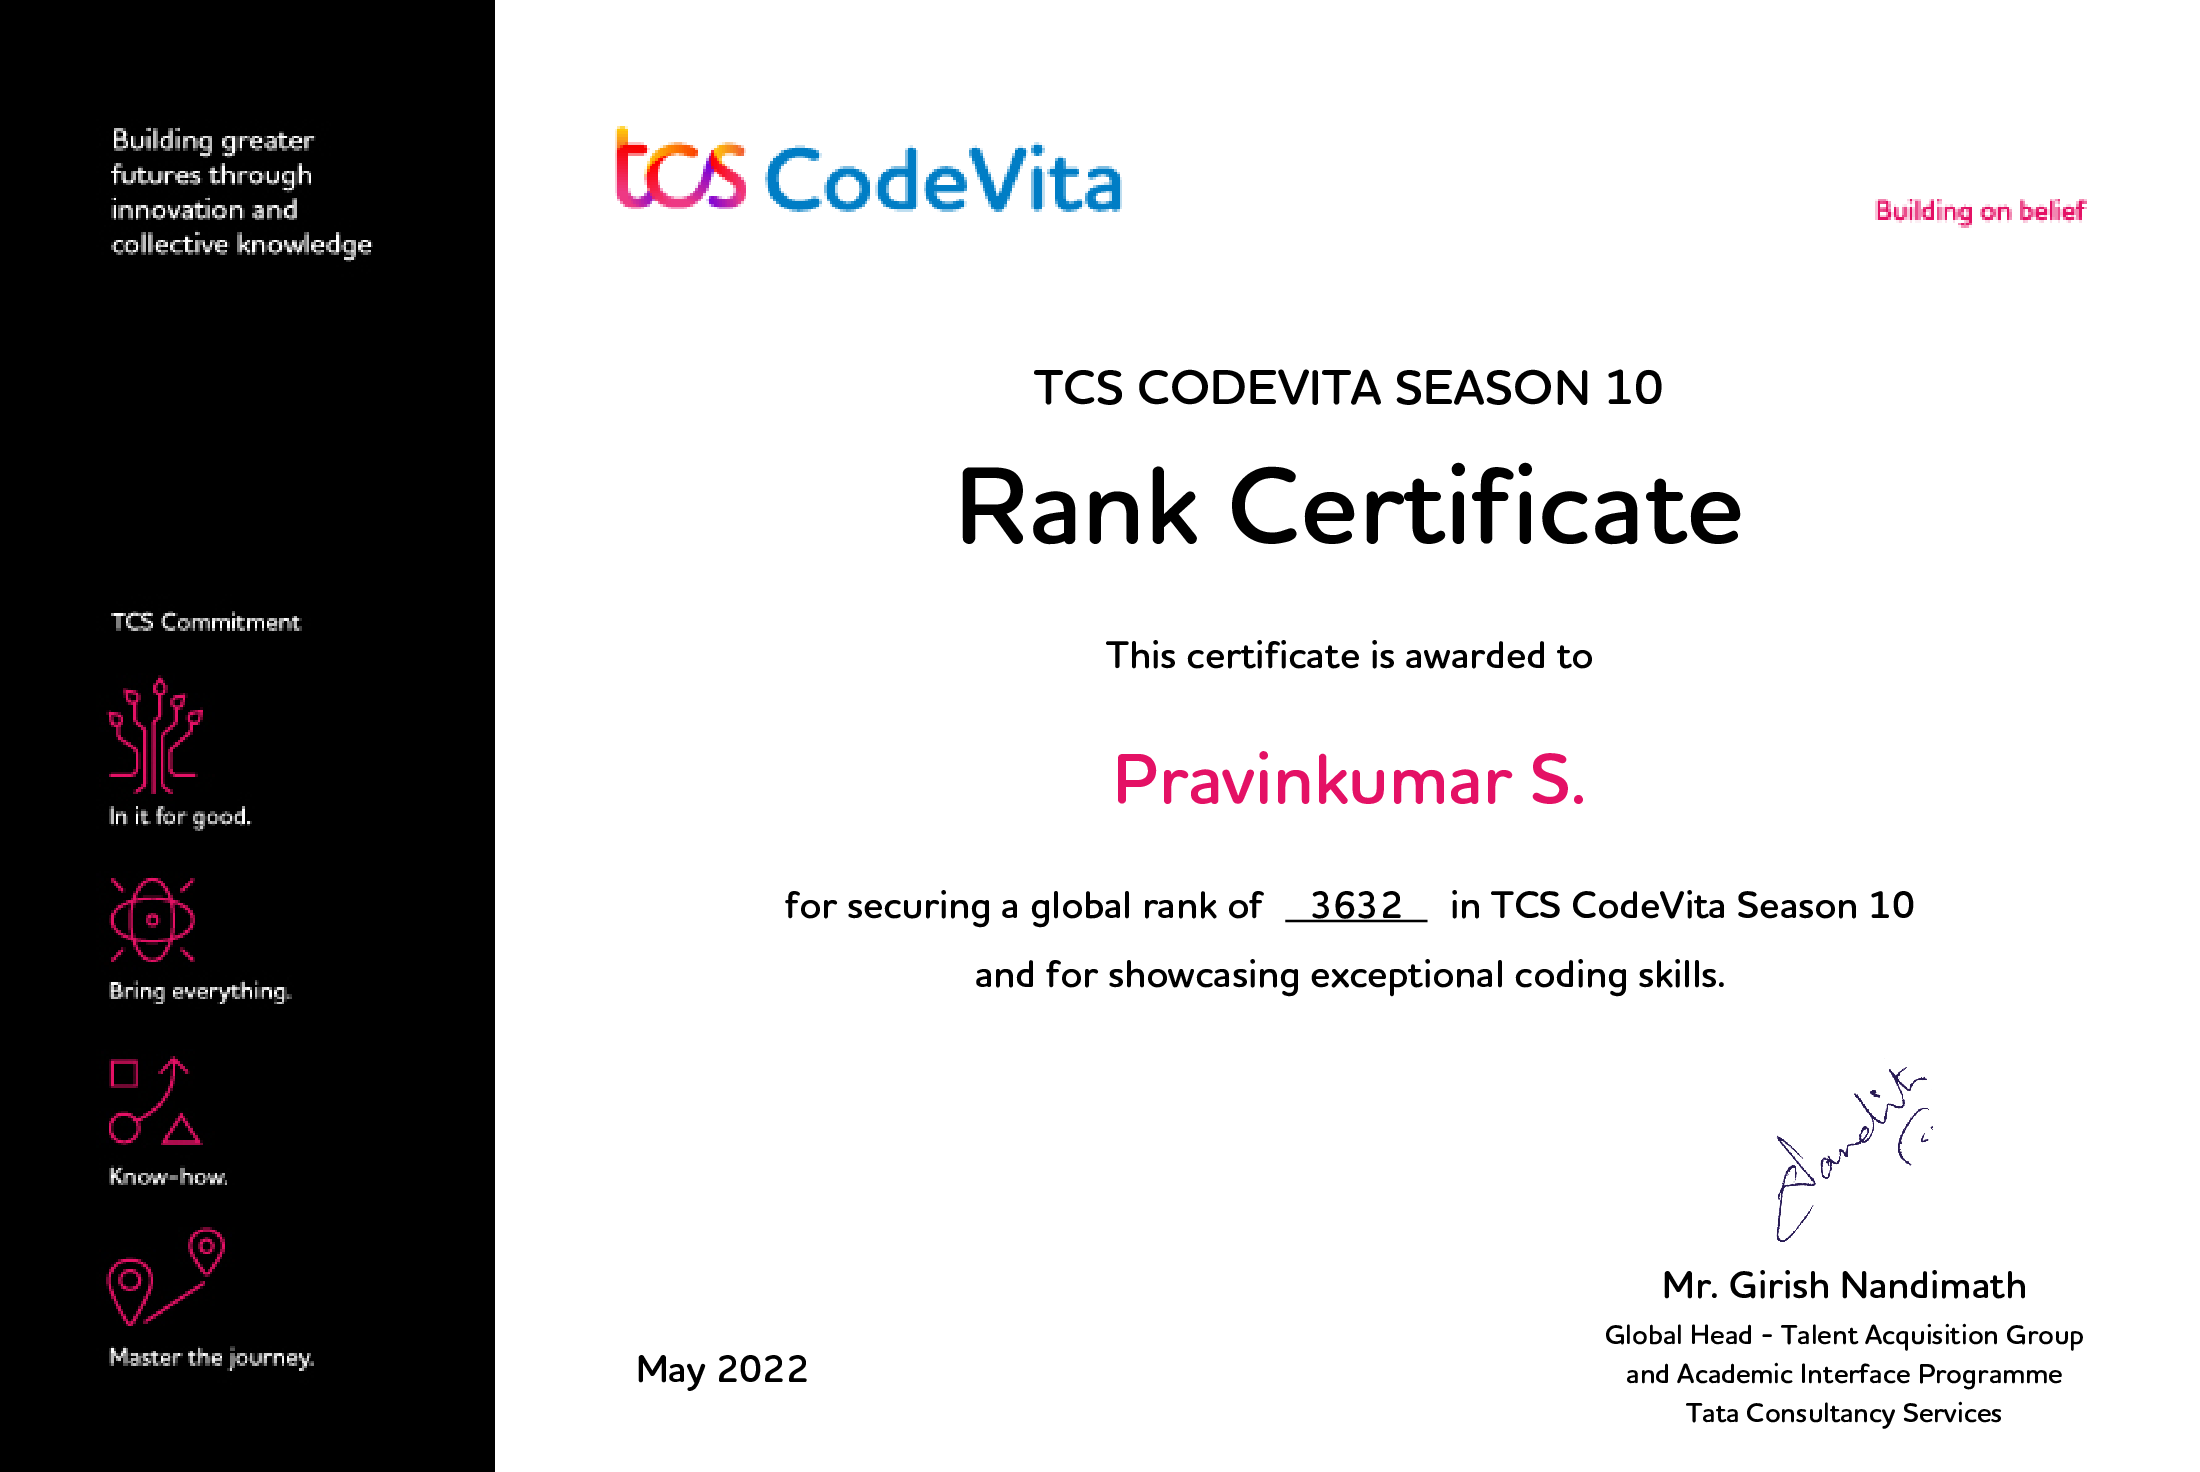 Building greater
futures through
innovation and
collective knowledge
TCS Commitment
In it for good.
Bring everything.
Know-how.
Master the journey.
tcs CodeVita
Building on belief
TCS CODEVITA SEASON 10
Rank Certificate
This certificate is awarded to
Pravinkumar S.
for securing a global rank of 3632 in TCS CodeVita Season 10
and for showcasing exceptional coding skills.
Mr. Girish Nandimath
Global Head - Talent Acquisition Group
and Academic Interface Programme
Tata Consultancy Services
May 2022